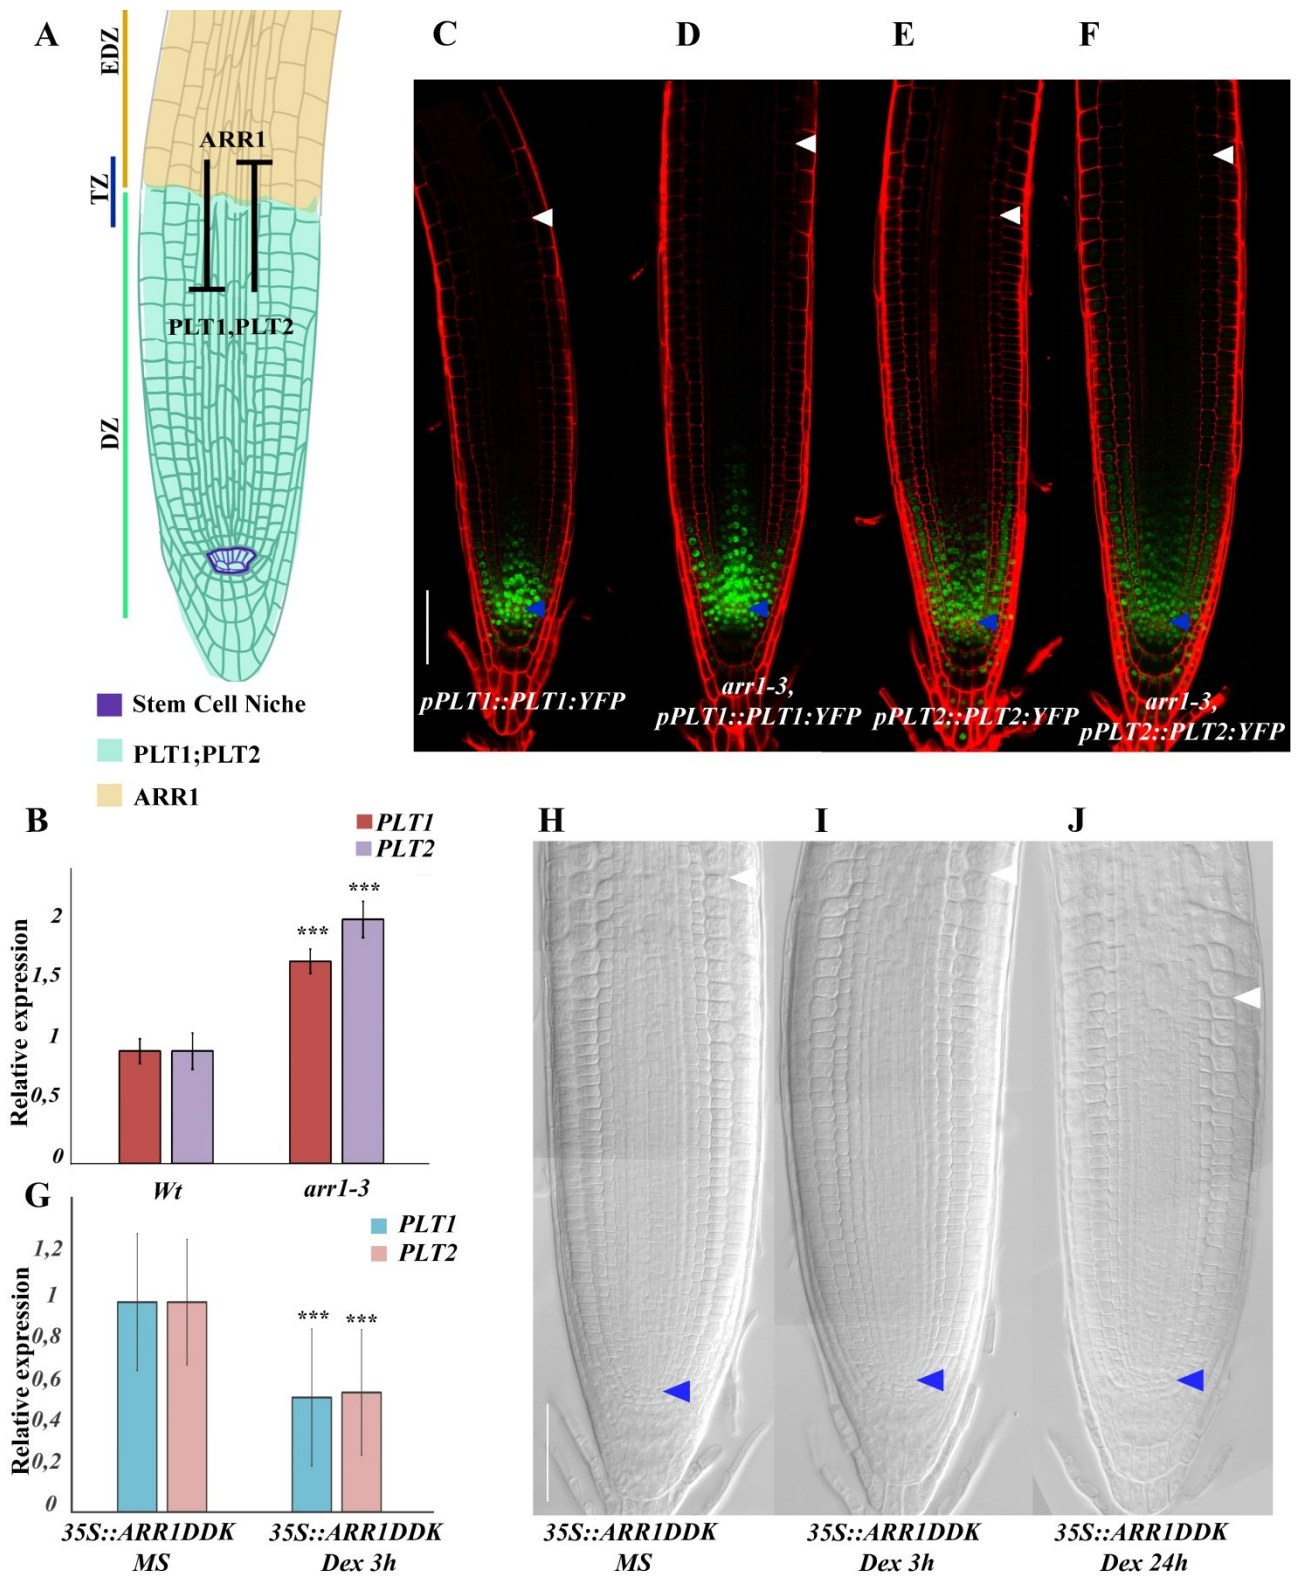 A
EDZ
TZ
DZ
ARR1
PLT1,PLT2
Stem Cell Niche
PLT1;PLT2
ARR1
C
D
E
F
pPLT1::PLT1:YFP
arr1-3,
pPLT1::PLT1:YFP
pPLT2::PLT2:YFP
arr1-3,
pPLT2::PLT2:YFP
B
PLT1
PLT2
Relative expression
2
1,5
1
0,5
0
***
***
Wt
arr1-3
G
PLT1
PLT2
Relative expression
1,2
1
0,8
0,6
0,4
0,2
0
***
***
35S::ARR1DDK
MS
35S::ARR1DDK
Dex 3h
H
I
J
35S::ARR1DDK
MS
35S::ARR1DDK
Dex 3h
35S::ARR1DDK
Dex 24h